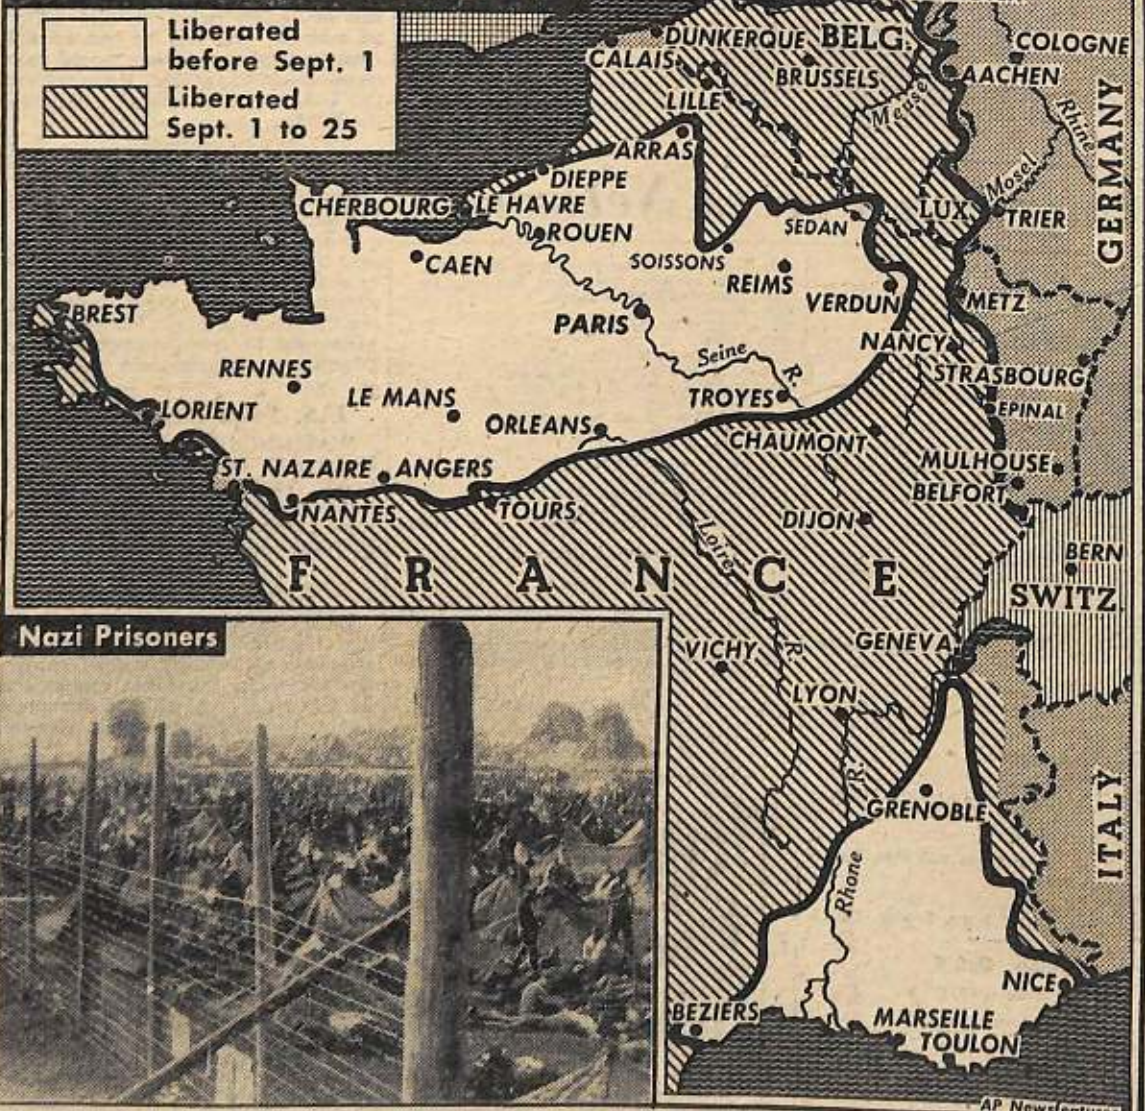 Liberated
before Sept. 1
Liberated
Sept. 1 to 25
DUNKERQUE
BELG.
COLOGNE
CALAIS
BRUSSELS
AACHEN
LILLE
Meuse
Rhine
GERMANY
ARRAS
DIEPPE
Mosel
CHERBOURG
LE HAVRE
LUX.
TRIER
ROUEN
SEDAN
CAEN
SOISSONS
REIMS
BREST
VERDUN
METZ
PARIS
NANCY
Seine R.
RENNES
STRASBOURG
LE MANS
TROYES
LORIENT
EPINAL
ORLEANS
CHAUMONT
ST. NAZAIRE
ANGERS
MULHOUSE
BELFORT
NANTES
TOURS
DIJON
Loire R.
BERN
FRANCE
SWITZ.
Nazi Prisoners
VICHY
GENEVA
LYON
R.
GRENOBLE
ITALY
Rhone
NICE
BEZIERS
MARSEILLE
TOULON
AP Newsfeatures